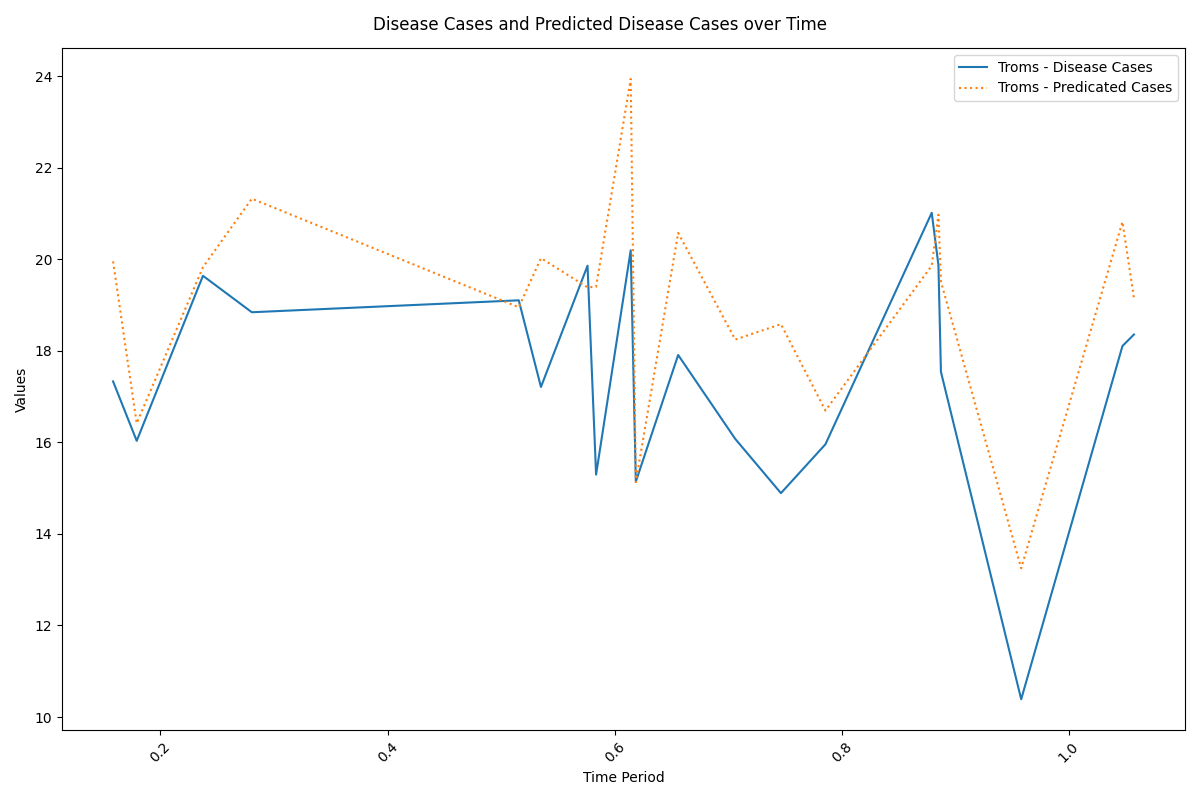 Disease Cases and Predicted Disease Cases over Time
Troms - Disease Cases
Troms - Predicated Cases
24
22
20
18
16
14
12
10
Values
0.2
0.4
0.6
0.8
1.0
Time Period